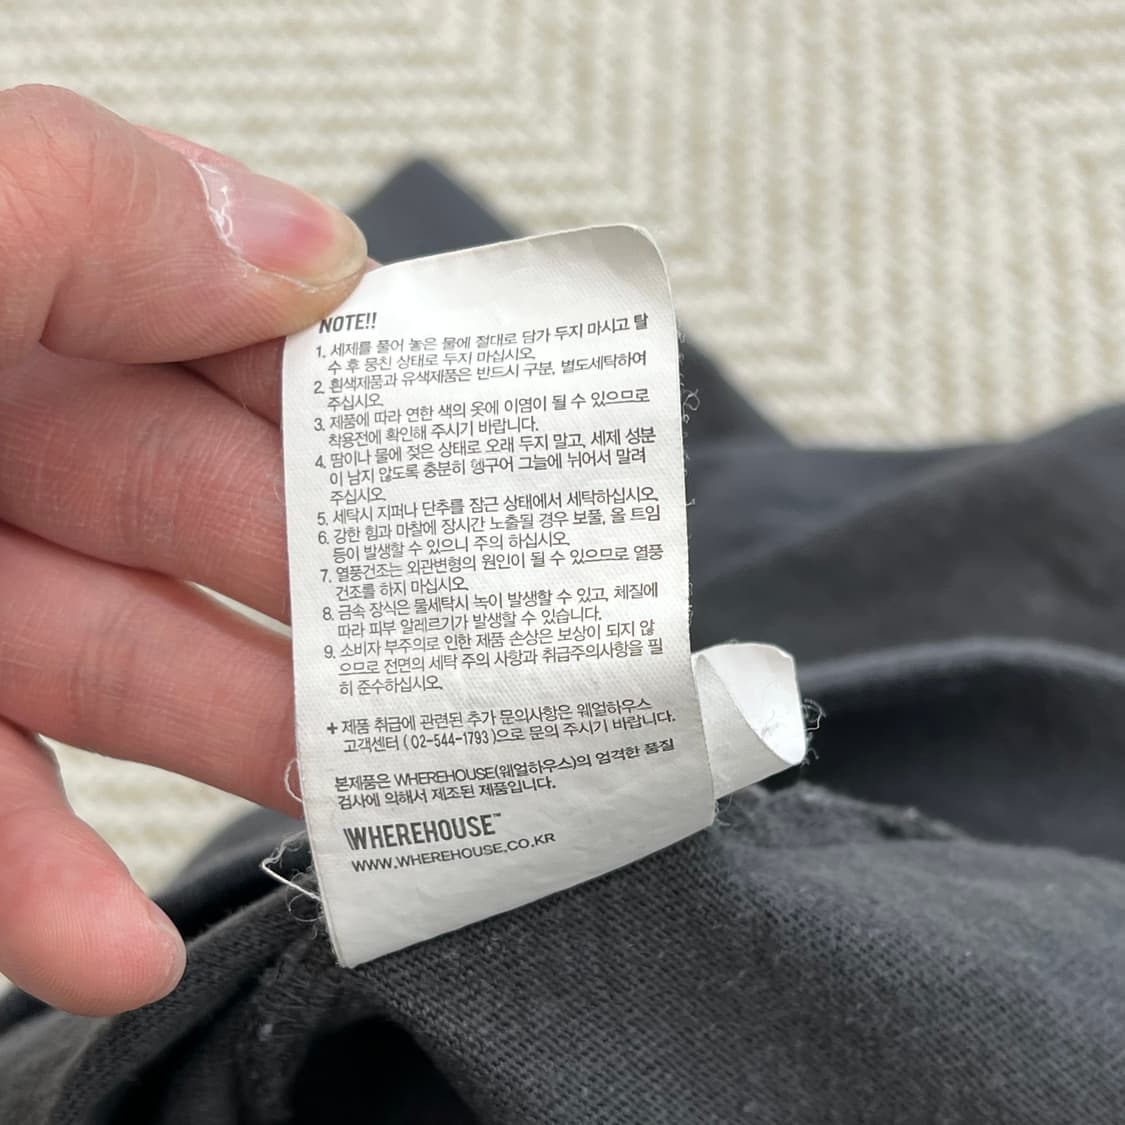 NOTE!!
1. 세제를 풀어 놓은 물에 절대로 담가 두지 마시고 탈
수 후 뭉친 상태로 두지 마십시오.
2. 흰색제품과 유색제품은 반드시 구분, 별도세탁하여
주십시오.
3. 제품에 따라 연한 색의 옷에 이염이 될 수 있으므로
착용전에 확인해 주시기 바랍니다.
4. 땀이나 물에 젖은 상태로 오래 두지 말고, 세제 성분
이 남지 않도록 충분히 헹구어 그늘에 뉘어서 말려
주십시오.
5. 세탁시 지퍼나 단추를 잠근 상태에서 세탁하십시오.
6. 강한 힘과 마찰에 장시간 노출될 경우 보풀, 올 트임
등이 발생할 수 있으니 주의 하십시오.
7. 열풍건조는 외관변형의 원인이 될 수 있으므로 열풍
건조를 하지 마십시오.
8. 금속 장식은 물세탁시 녹이 발생할 수 있고, 체질에
따라 피부 알레르기가 발생할 수 있습니다.
9. 소비자 부주의로 인한 제품 손상은 보상이 되지 않
으므로 전면의 세탁 주의 사항과 취급주의사항을 필
히 준수하십시오.
+ 제품 취급에 관련된 추가 문의사항은 웨얼하우스
고객센터 ( 02-544-1793 )으로 문의 주시기 바랍니다.
본제품은 WHEREHOUSE(웨얼하우스)의 엄격한 품질
검사에 의해서 제조된 제품입니다.
WHEREHOUSE™
WWW.WHEREHOUSE.CO.KR